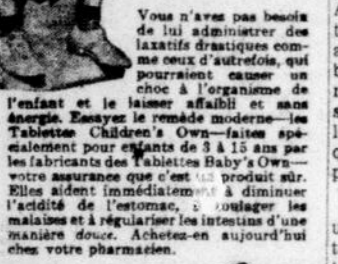 Vous n'avez pas besoin
de lui administrer des
laxatifs drastiques com-
me ceux d'autrefois, qui
pourraient causer un
choc à l'organisme de
l'enfant et le laisser affaibli et sans
énergie. Essayez le remède moderne—les
Tablettes Children's Own—faites spé-
cialement pour enfants de 3 à 15 ans par
les fabricants des Tablettes Baby's Own—
votre assurance que c'est un produit sûr.
Elles aident immédiatement à diminuer
l'acidité de l'estomac, à soulager les
malaises et à régulariser les intestins d'une
manière douce. Achetez-en aujourd'hui
chez votre pharmacien.